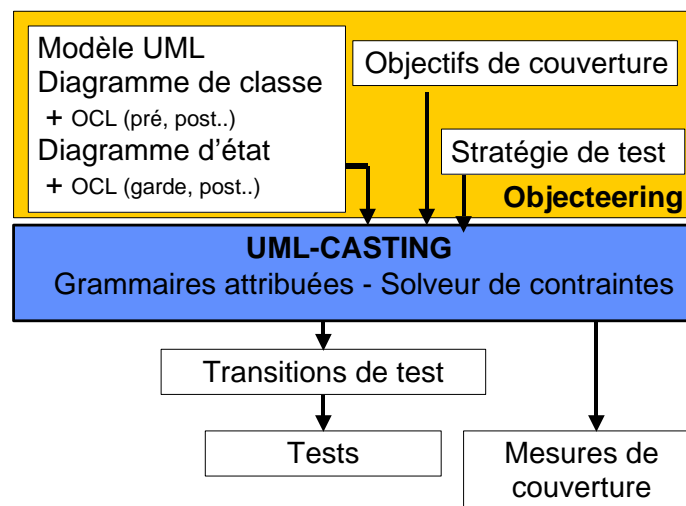 Modèle UML
Diagramme de classe
+ OCL (pré, post..)
Diagramme d'état
+ OCL (garde, post..)
Objectifs de couverture
Stratégie de test
Objecteering
UML-CASTING
Grammaires attribuées - Solveur de contraintes
Transitions de test
Tests
Mesures de
couverture